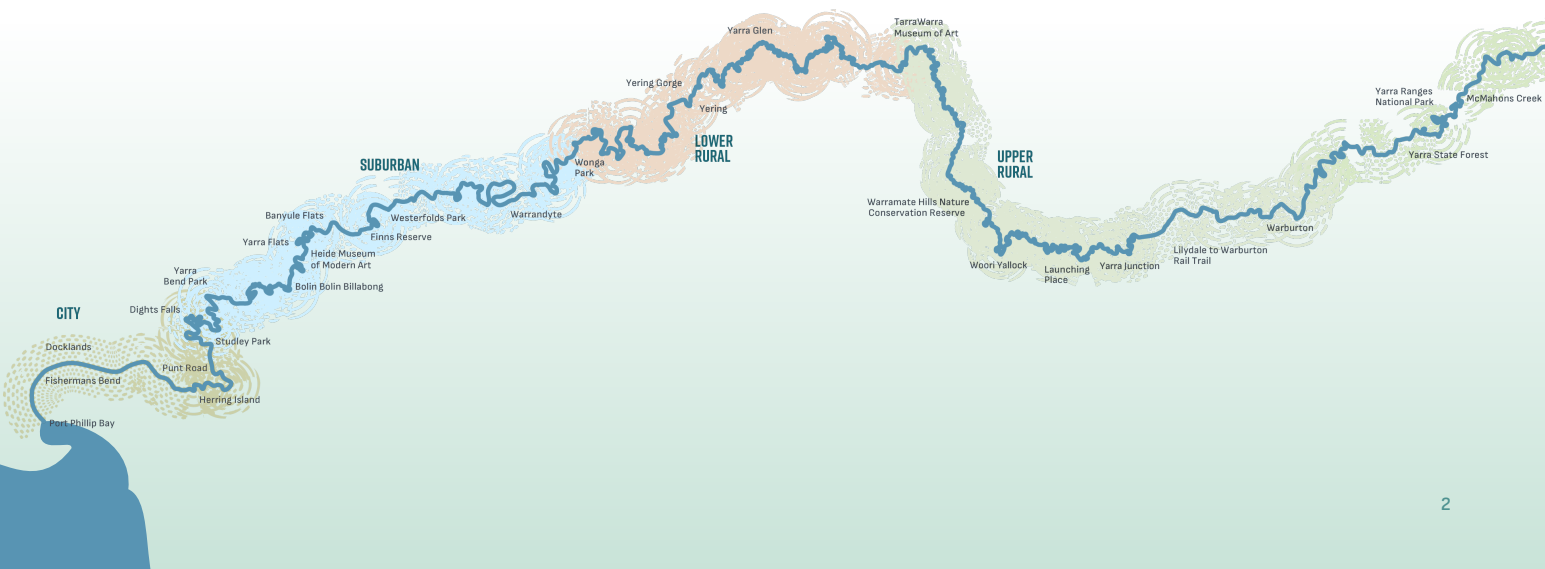 TarraWarra
Museum of Art
Yarra Glen
Yering Gorge
Yering
LOWER
RURAL
Wonga
Park
SUBURBAN
Banyule Flats
Westerfolds Park
Warrandyte
Yarra Flats
Finns Reserve
Heide Museum
of Modern Art
Yarra
Bend Park
Bolin Bolin Billabong
Dights Falls
CITY
Studley Park
Docklands
Punt Road
Fishermans Bend
Herring Island
Port Phillip Bay
UPPER
RURAL
Warramate Hills Nature
Conservation Reserve
Woori Yallock
Launching
Place
Yarra Junction
Lilydale to Warburton
Rail Trail
Warburton
Yarra Ranges
National Park
McMahons Creek
Yarra State Forest
2